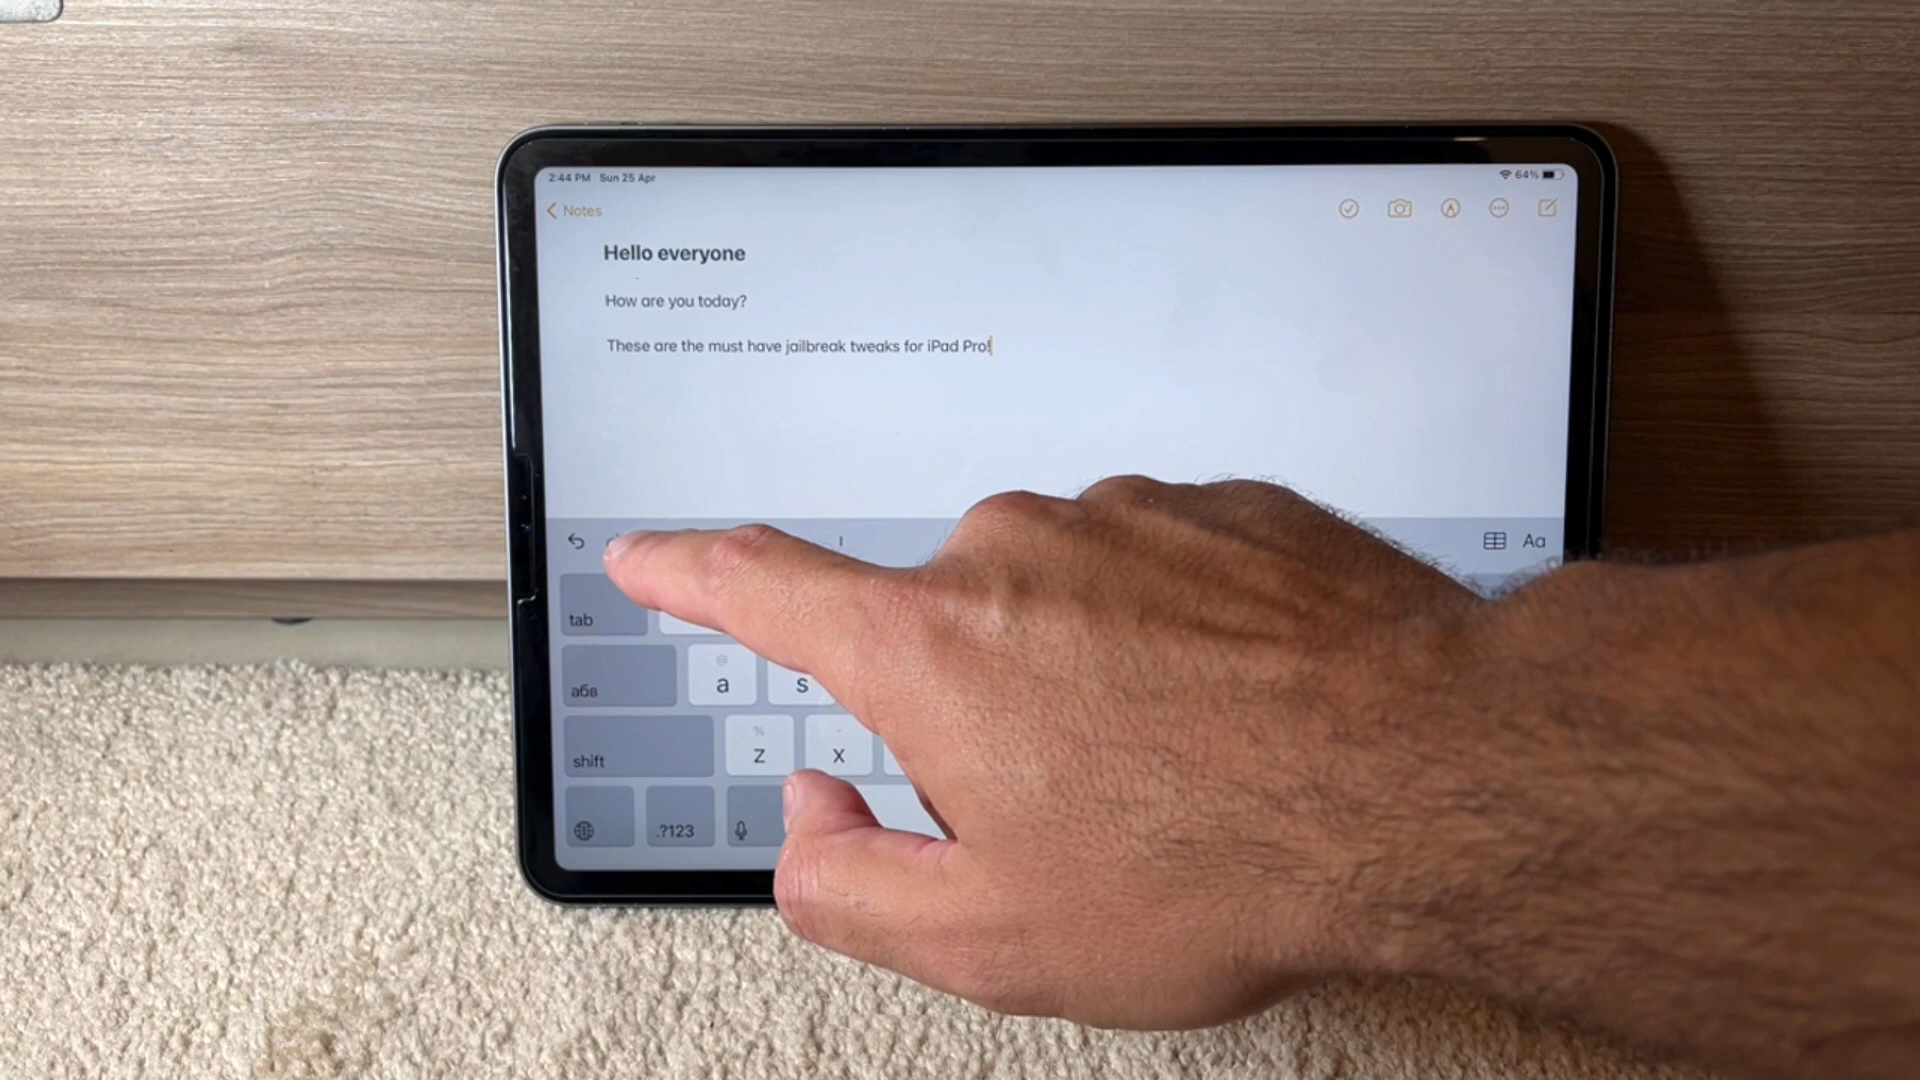 2:44 PM Sun 25 Apr
64%
Notes
Hello everyone
How are you today?
These are the must have jailbreak tweaks for iPad Pro!
I
Aa
tab
@
абв a s
% -
shift z x
.?123